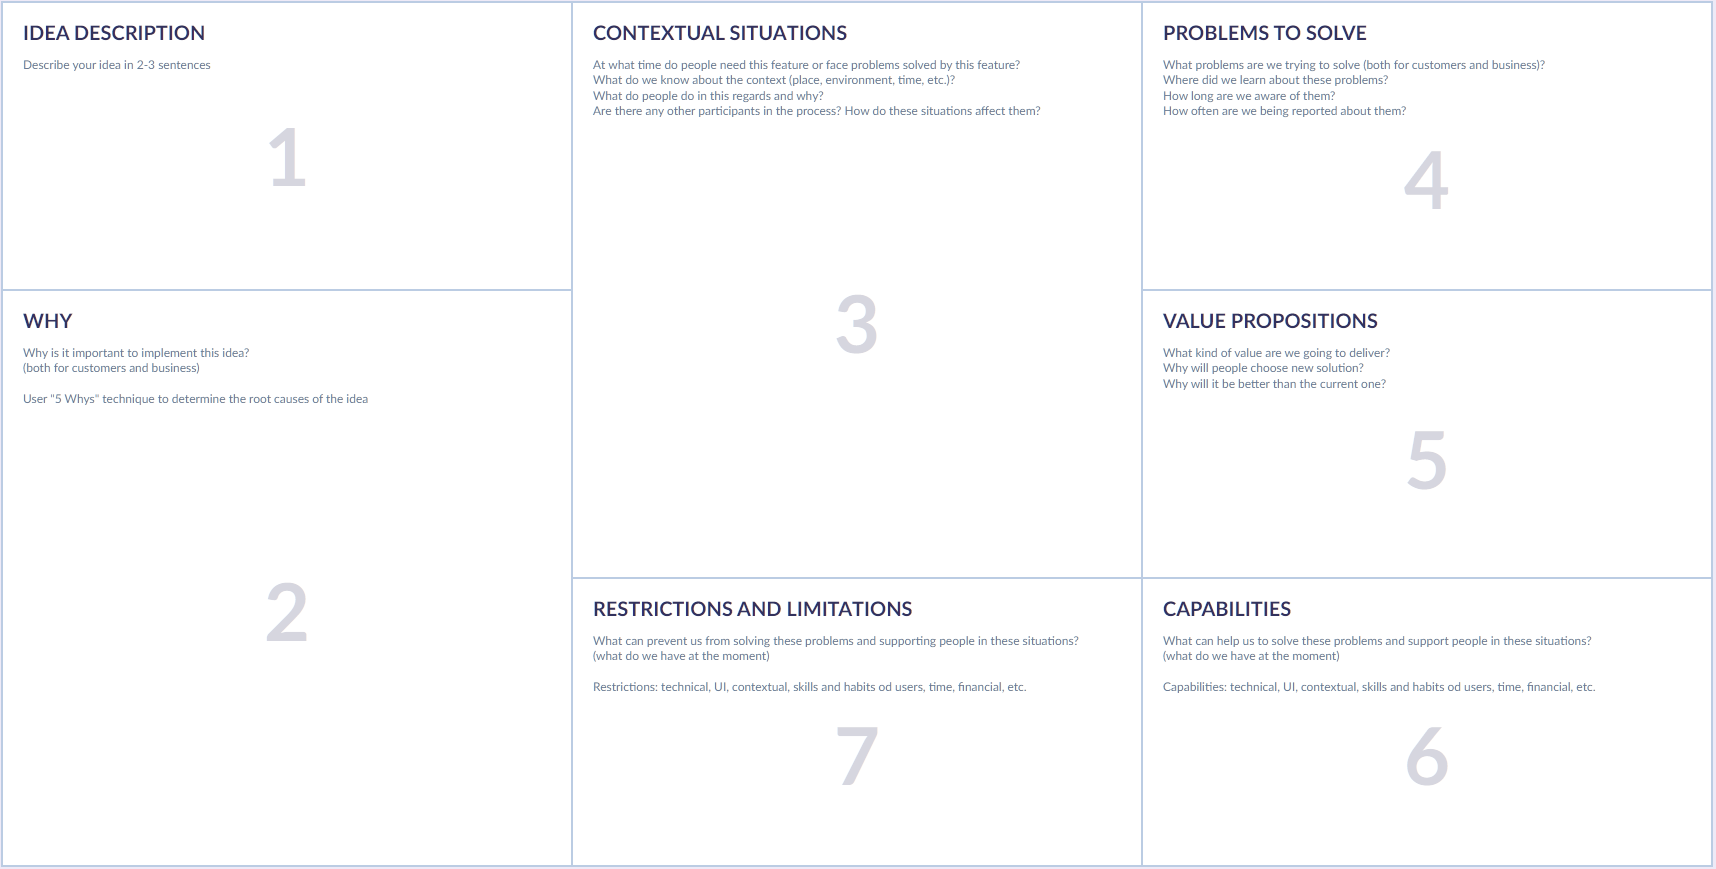 IDEA DESCRIPTION
Describe your idea in 2-3 sentences
1
WHY
Why is it important to implement this idea?
(both for customers and business)
User "5 Whys" technique to determine the root causes of the idea
2
CONTEXTUAL SITUATIONS
At what time do people need this feature or face problems solved by this feature?
What do we know about the context (place, environment, time, etc.)?
What do people do in this regards and why?
Are there any other participants in the process? How do these situations affect them?
3
PROBLEMS TO SOLVE
What problems are we trying to solve (both for customers and business)?
Where did we learn about these problems?
How long are we aware of them?
How often are we being reported about them?
4
VALUE PROPOSITIONS
What kind of value are we going to deliver?
Why will people choose new solution?
Why will it be better than the current one?
5
CAPABILITIES
What can help us to solve these problems and support people in these situations?
(what do we have at the moment)
Capabilities: technical, UI, contextual, skills and habits od users, time, financial, etc.
6
RESTRICTIONS AND LIMITATIONS
What can prevent us from solving these problems and supporting people in these situations?
(what do we have at the moment)
Restrictions: technical, UI, contextual, skills and habits od users, time, financial, etc.
7